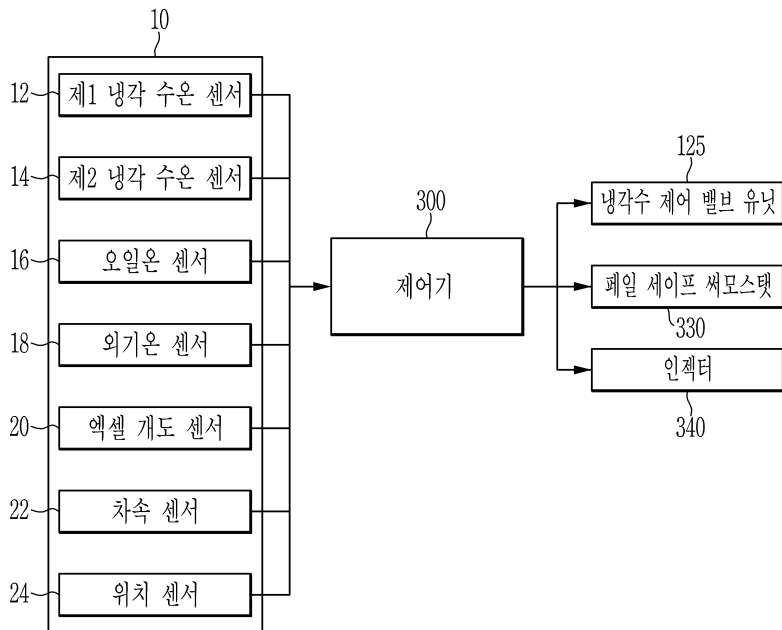 10
12
제1 냉각 수온 센서
14
제2 냉각 수온 센서
16
오일온 센서
18
외기온 센서
20
엑셀 개도 센서
22
차속 센서
24
위치 센서
300
제어기
125
냉각수 제어 밸브 유닛
페일 세이프 써모스탯
330
인젝터
340